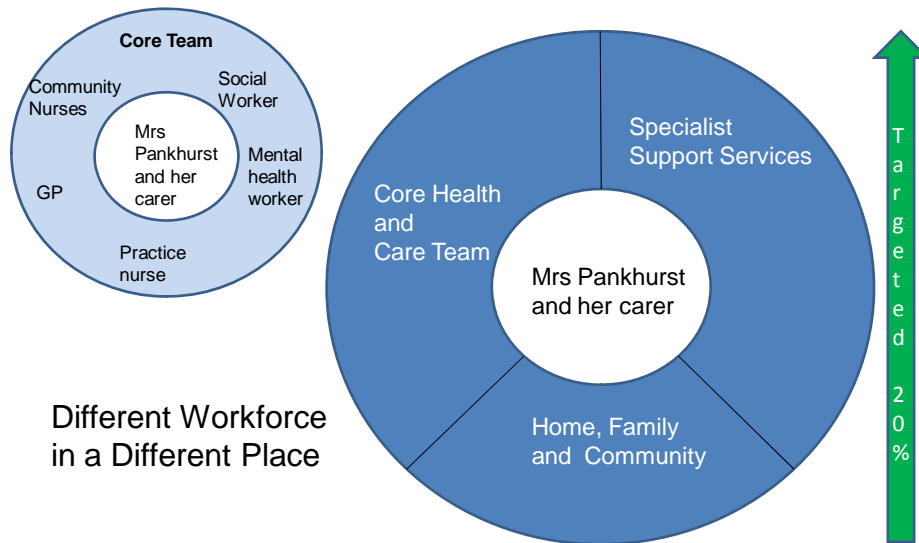 Core Team
Community
Nurses
Social
Worker
Mrs
Pankhurst
and her
carer
Mental
health
worker
GP
Practice
nurse
Specialist
Support Services
Core Health
and
Care Team
Mrs Pankhurst
and her carer
Home, Family
and Community
Different Workforce
in a Different Place
Targeted 20%